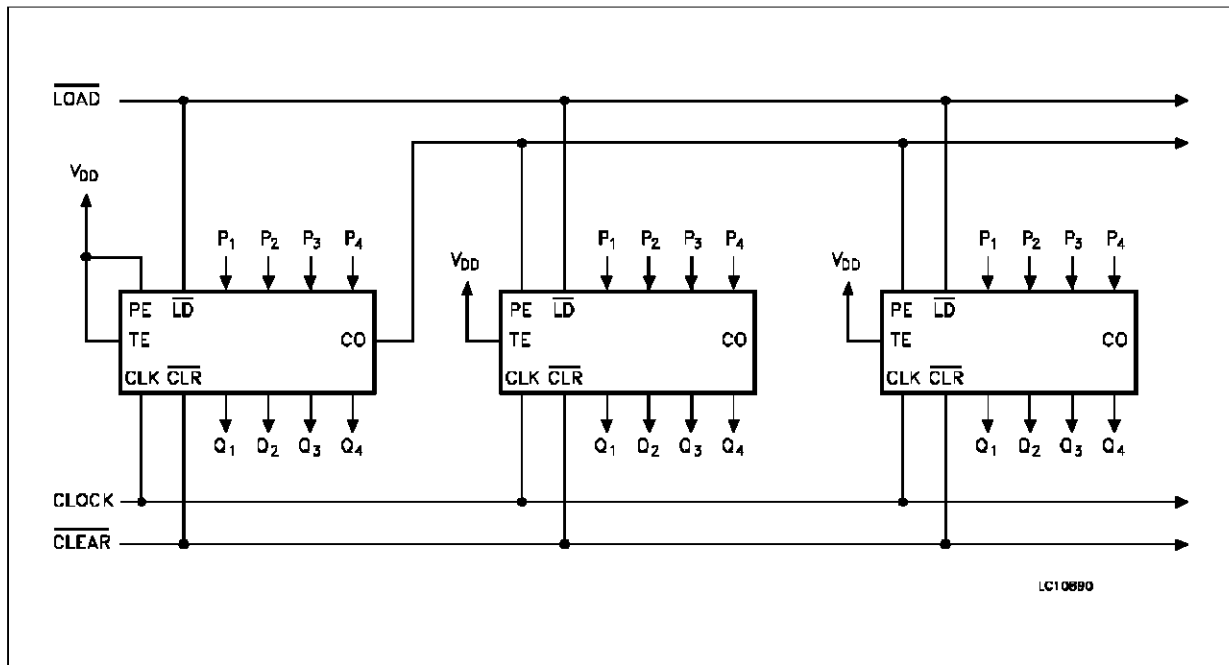 LOAD
VDD
P1 P2 P3 P4
VDD
P1 P2 P3 P4
VDD
P1 P2 P3 P4
PE LD
TE CO
CLK CLR
PE LD
TE CO
CLK CLR
PE LD
TE CO
CLK CLR
Q1 Q2 Q3 Q4
Q1 Q2 Q3 Q4
Q1 Q2 Q3 Q4
CLOCK
CLEAR
LC10890